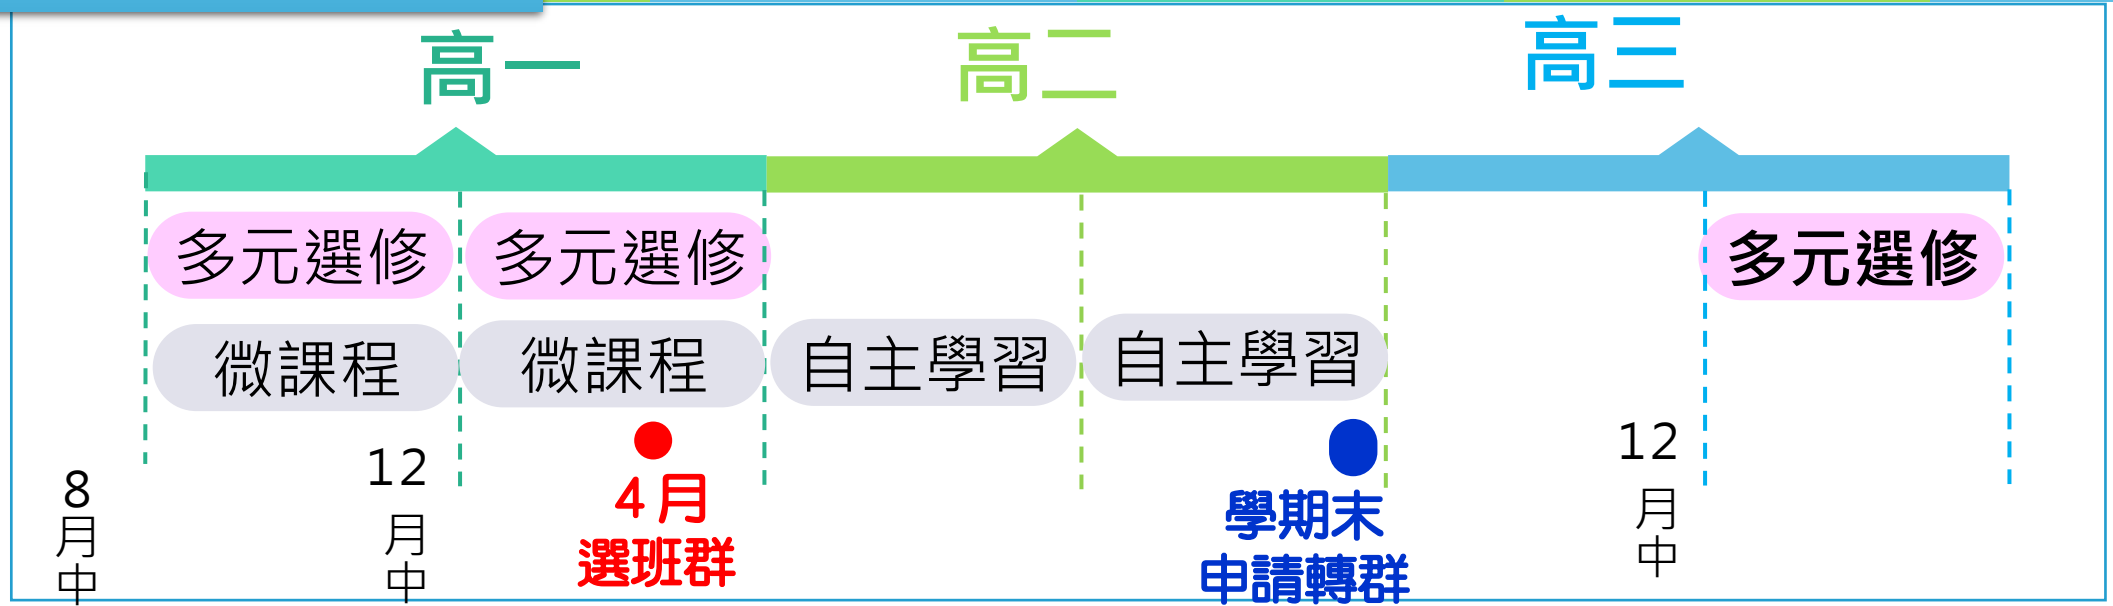 高一
高二
高三
多元選修
多元選修
多元選修
微課程
微課程
自主學習
自主學習
8
月
中
12
月
中
4月
選班群
學期末
申請轉群
12
月
中